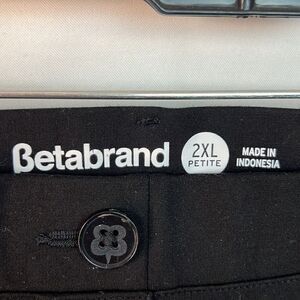 Betabrand
2XL
PETITE
MADE IN
INDONESIA